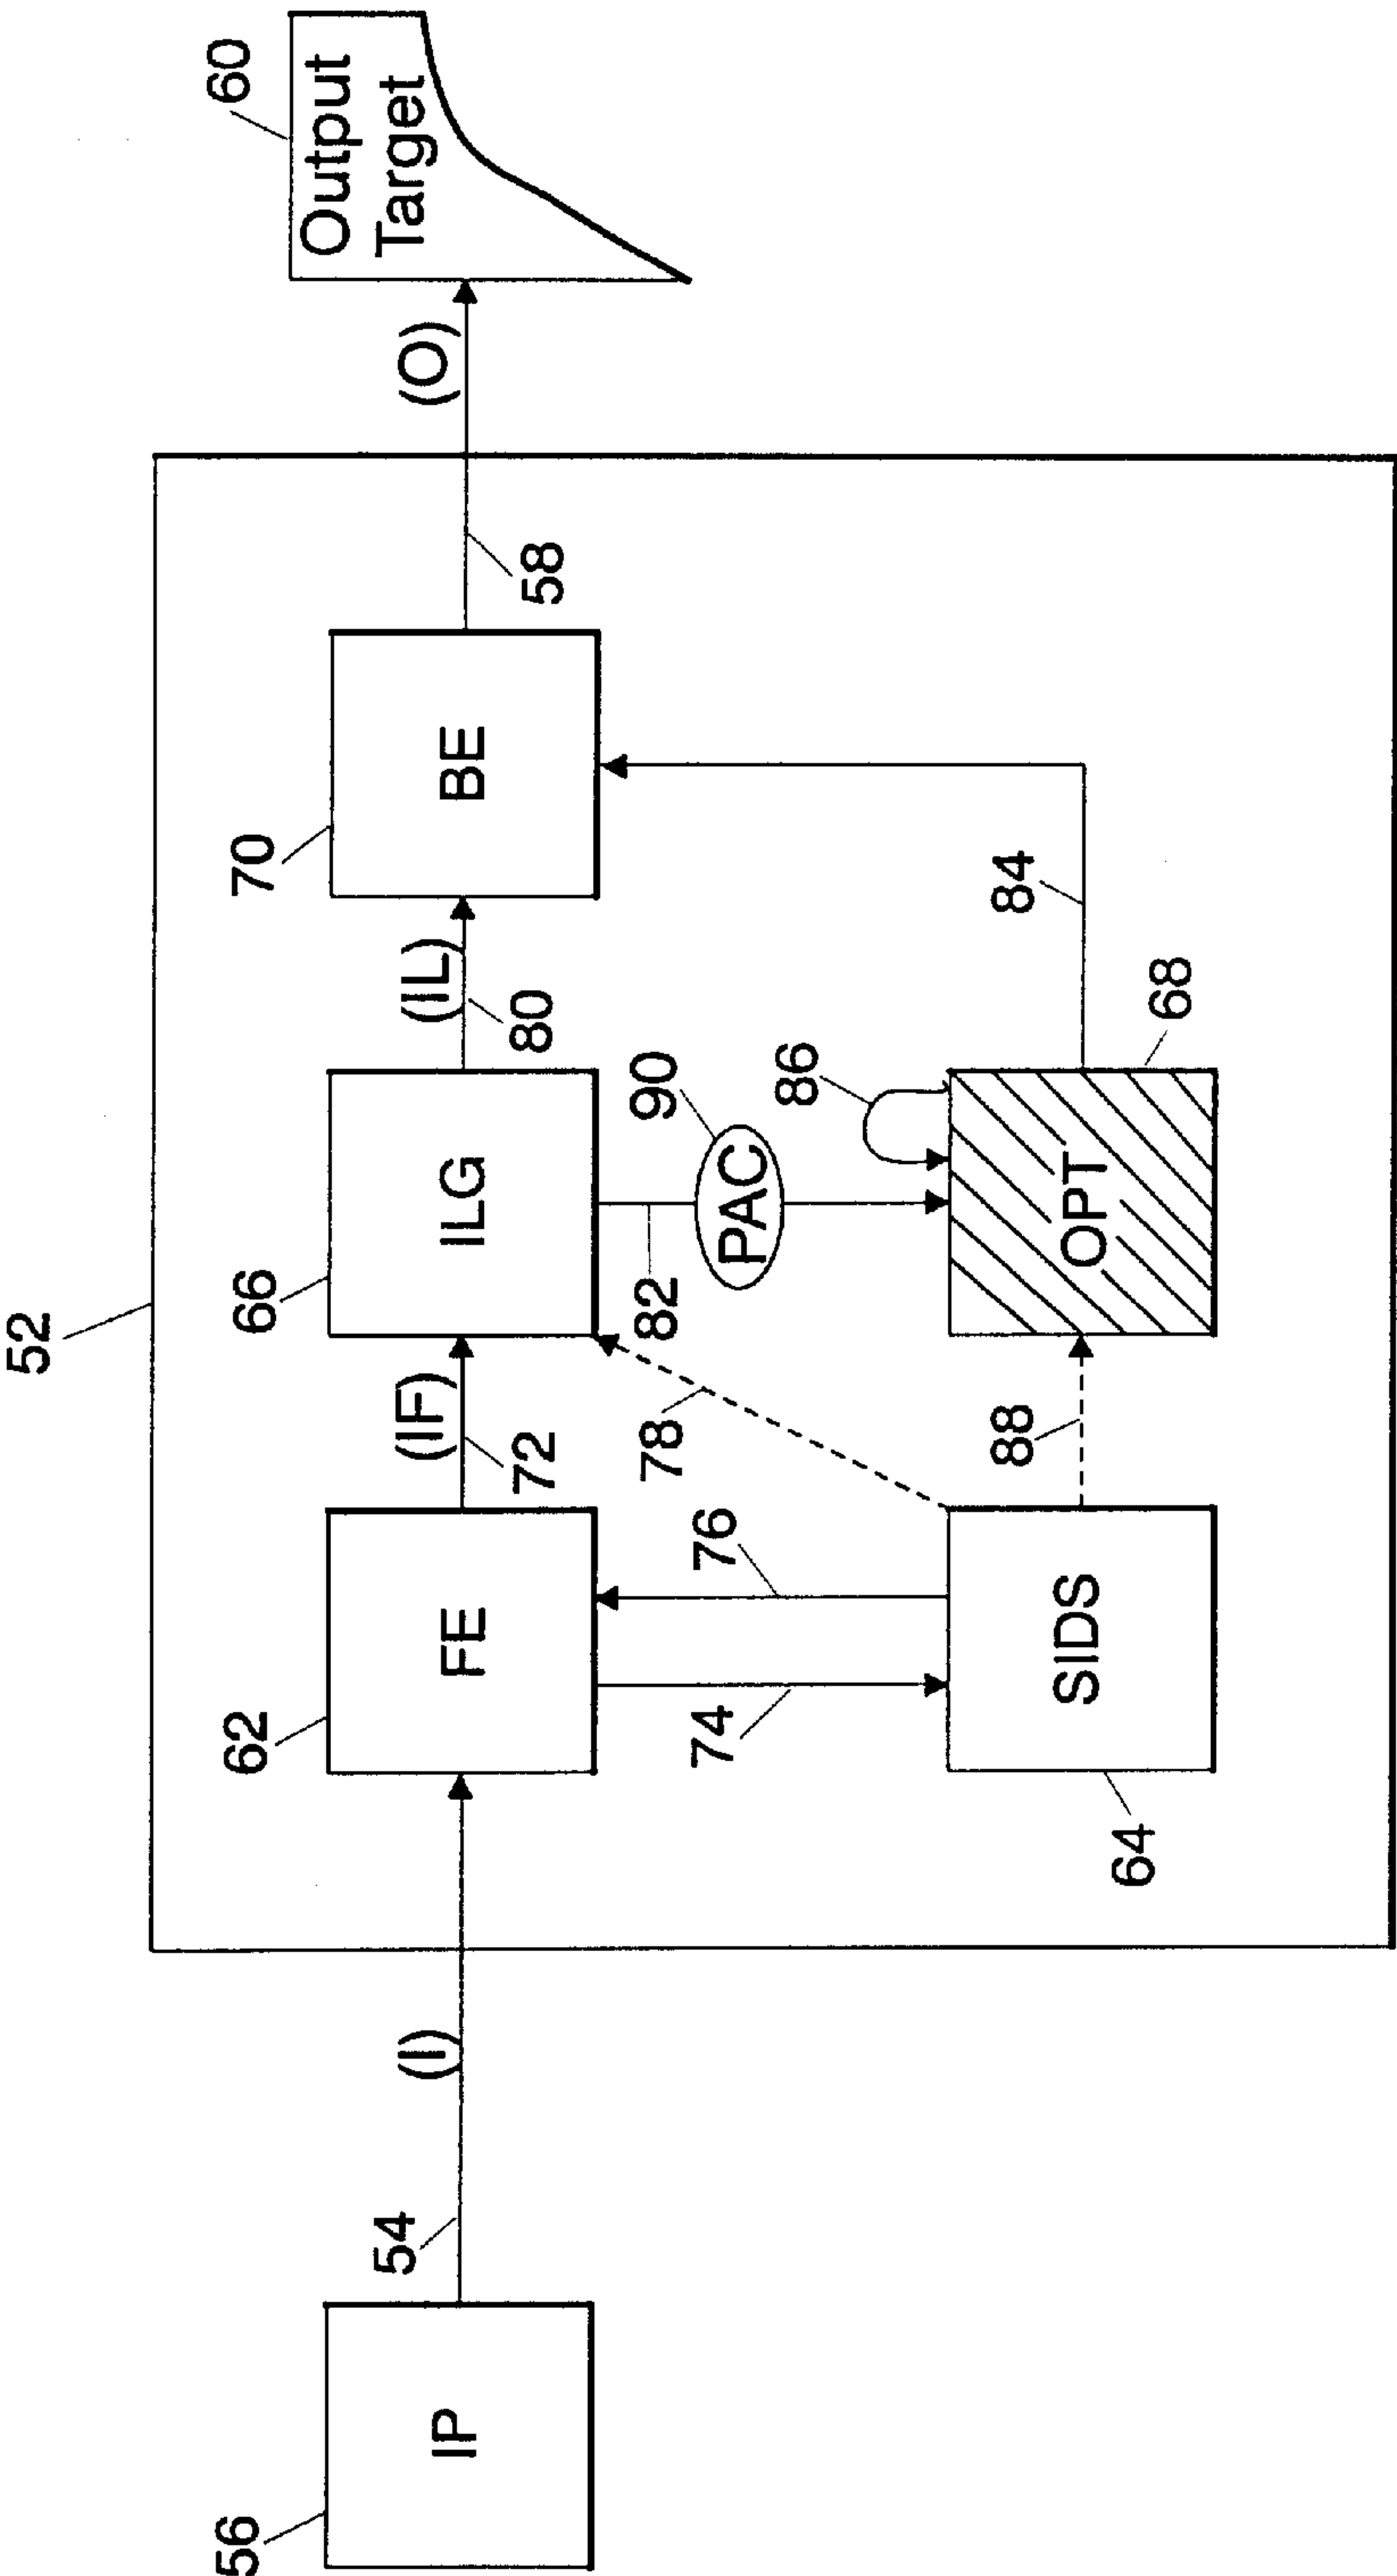 52
60
Output
Target
56
IP
54
(I)
62
FE
(IF)
72
66
ILG
(IL)
80
70
BE
58
(O)
74
76
78
82
PAC
90
86
64
SIDS
88
OPT
68
84